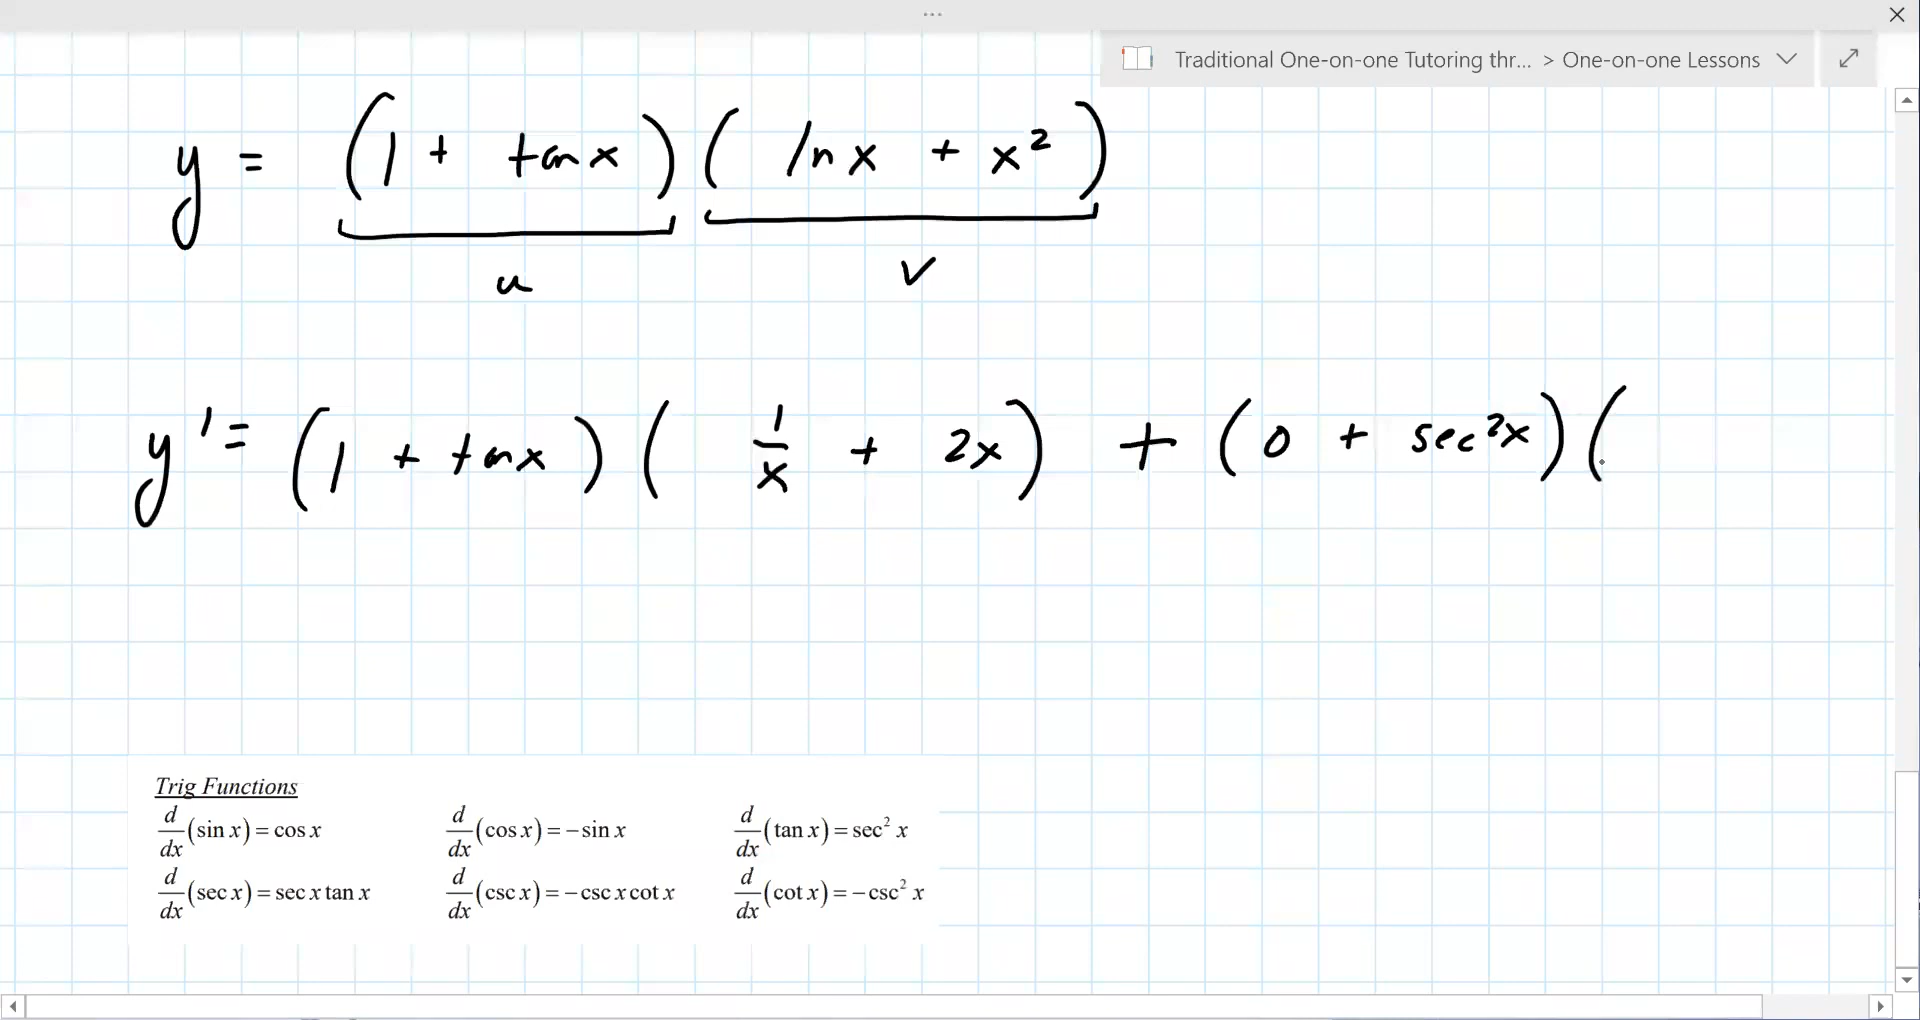 ...
Traditional One-on-one Tutoring thr... > One-on-one Lessons
y = (1 + tan x)( ln x + x²)
u v
y' = (1 + tan x)( 1/x + 2x) + (0 + sec²x)(
Trig Functions
d/dx (sin x) = cos x d/dx (cos x) = −sin x d/dx (tan x) = sec² x
d/dx (sec x) = sec x tan x d/dx (csc x) = −csc x cot x d/dx (cot x) = −csc² x